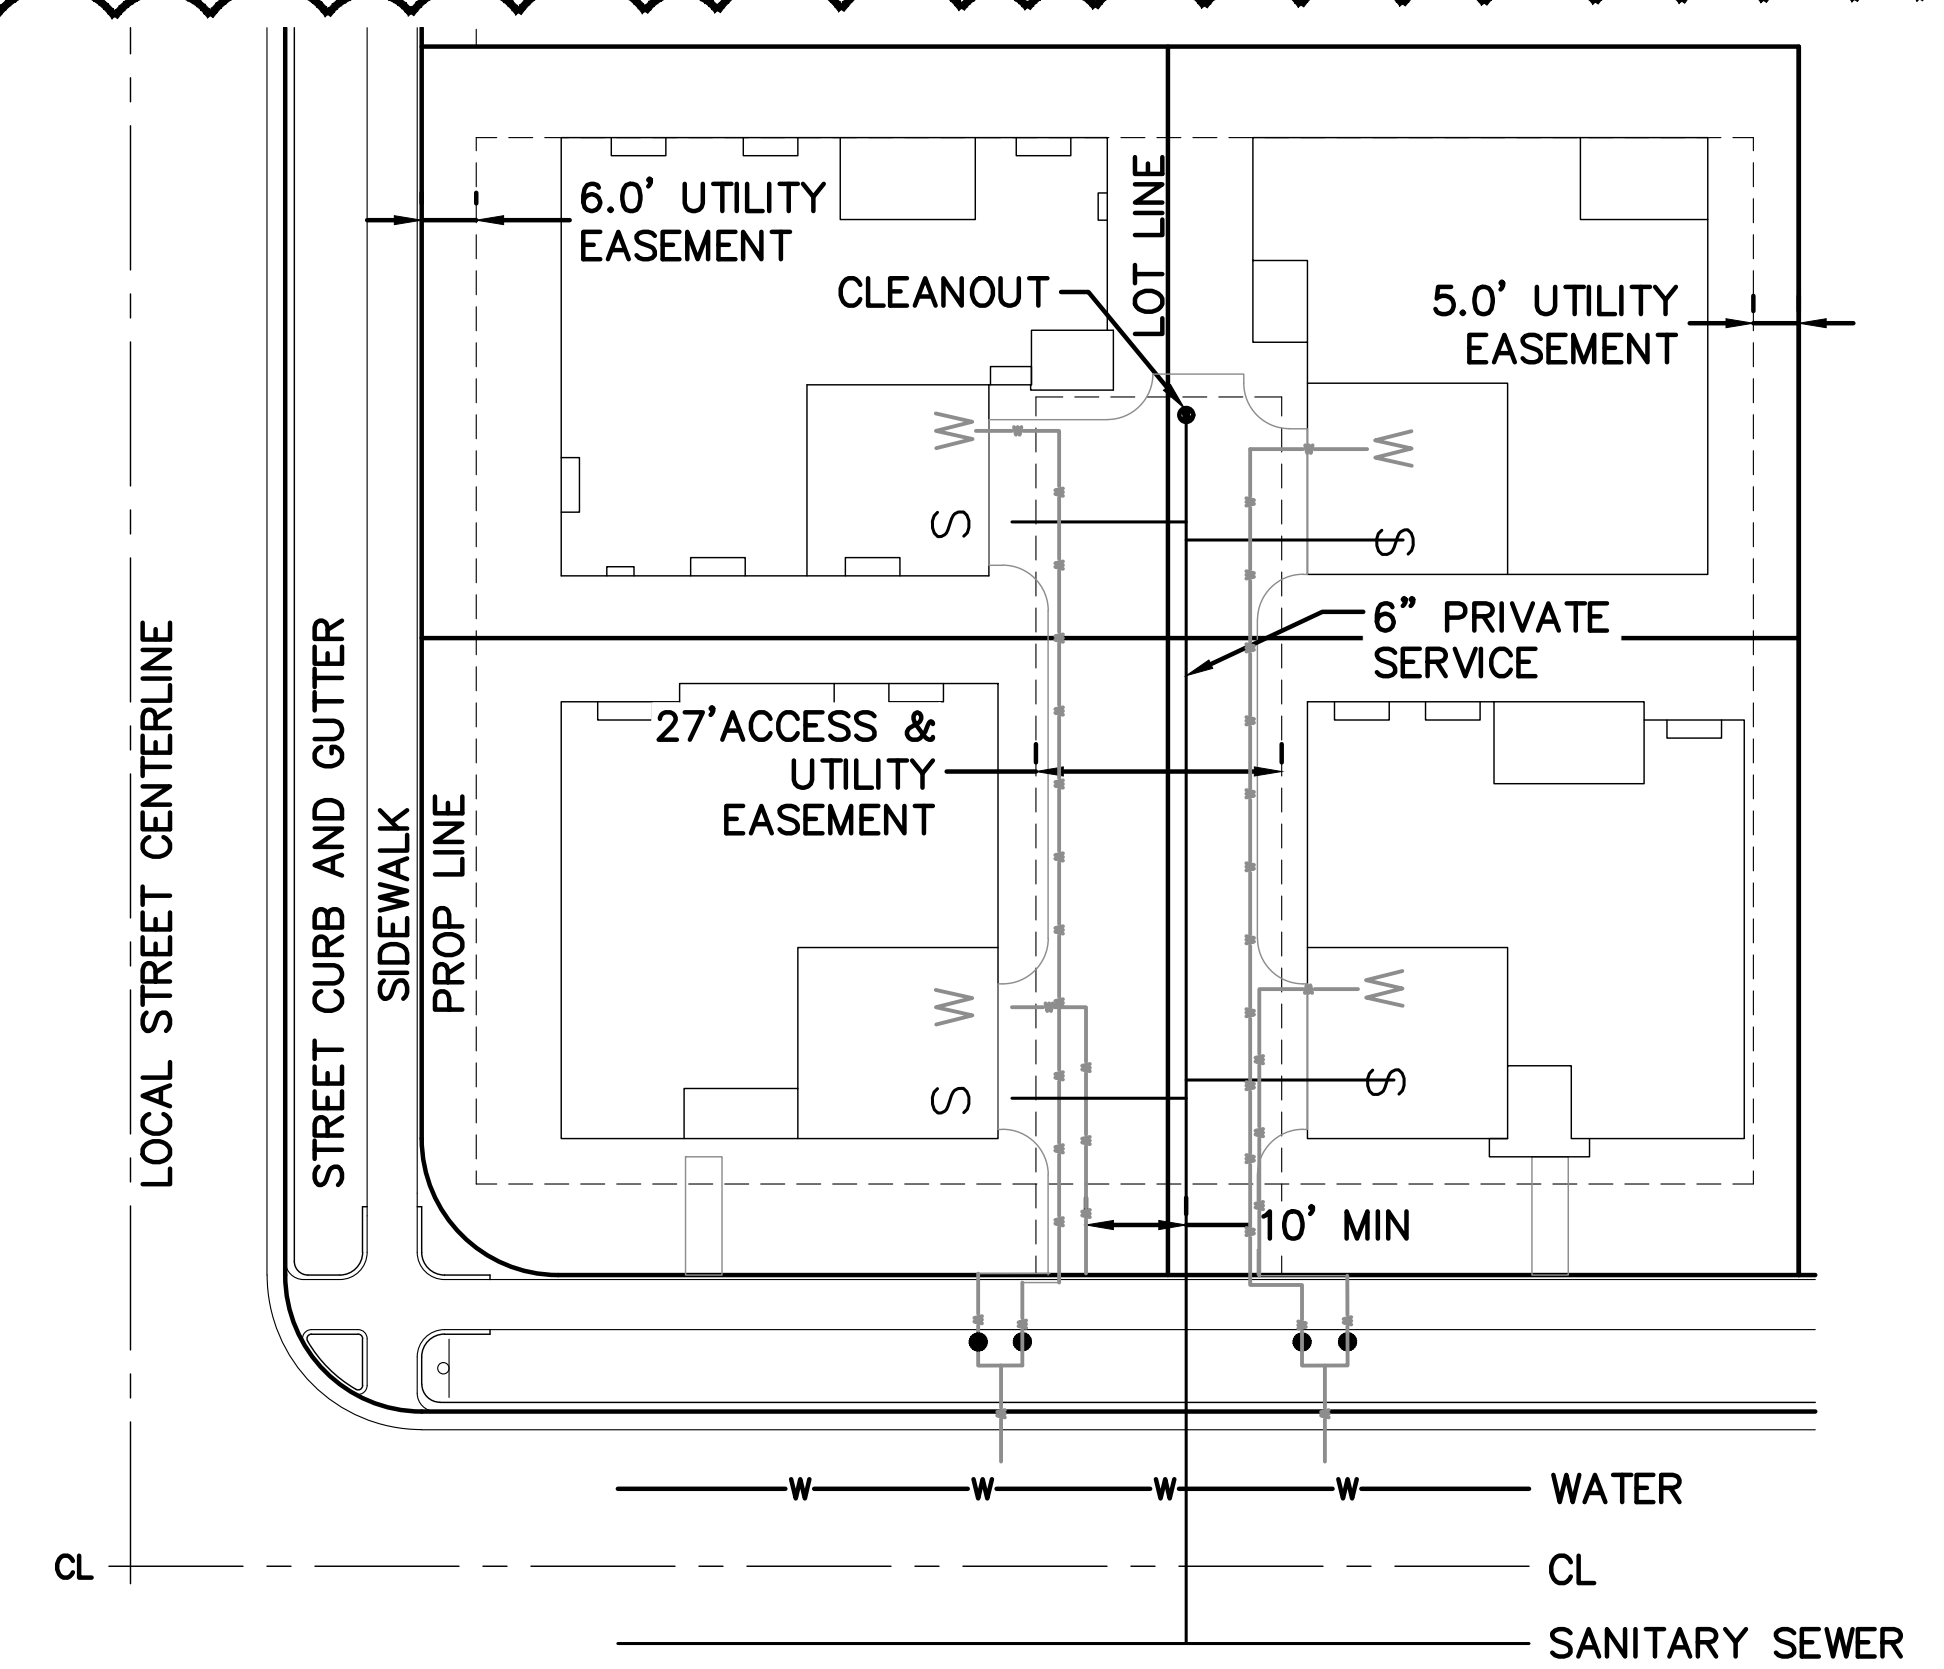 6.0' UTILITY
EASEMENT
LOT LINE
CLEANOUT
5.0' UTILITY
EASEMENT
W
W
S
S
6" PRIVATE
SERVICE
27'ACCESS &
UTILITY
EASEMENT
LOCAL STREET CENTERLINE
STREET CURB AND GUTTER
SIDEWALK
PROP LINE
W
W
S
S
10' MIN
W W W W WATER
CL CL
SANITARY SEWER